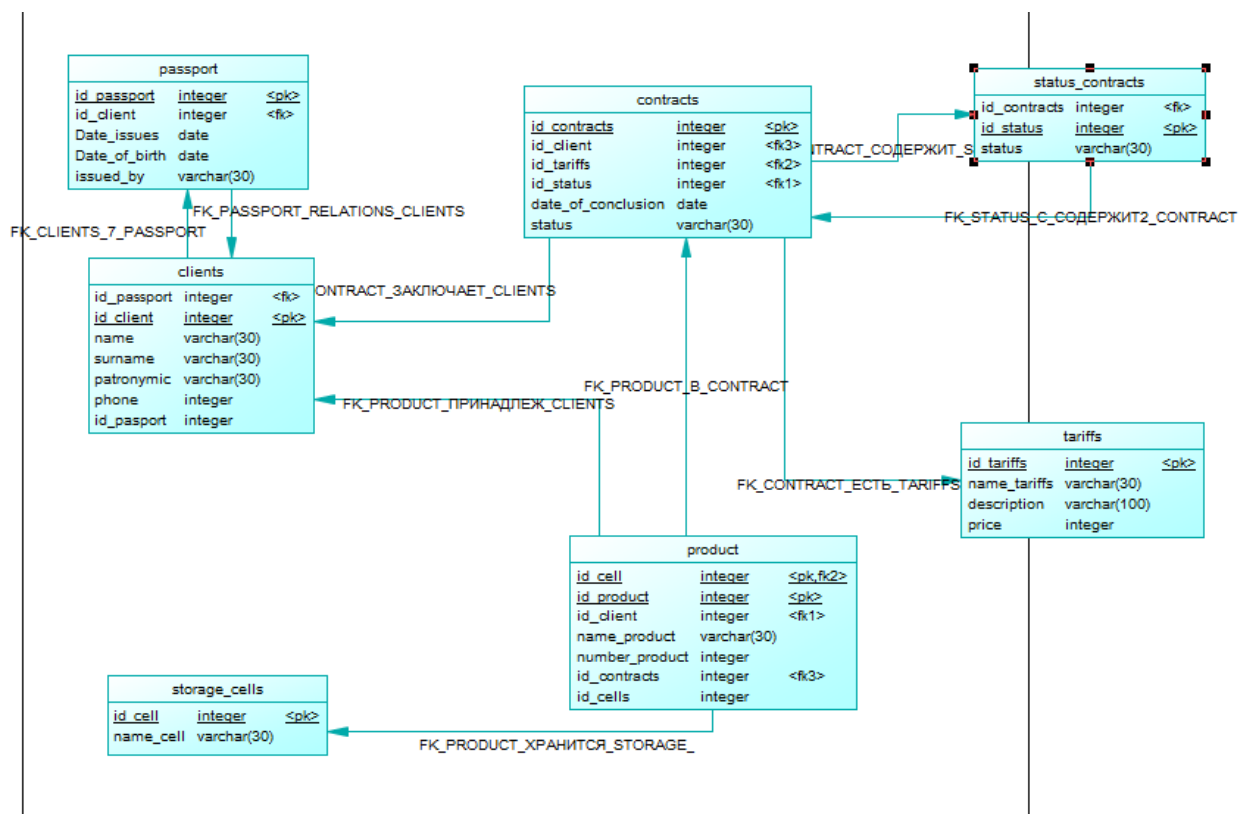 passport
id_passport integer <pk>
id_client integer <fk>
Date_issues date
Date_of_birth date
issued_by varchar(30)
contracts
id_contracts integer <pk>
id_client integer <fk3>
id_tariffs integer <fk2>
id_status integer <fk1>
date_of_conclusion date
status varchar(30)
status_contracts
id_contracts integer <fk>
id_status integer <pk>
status varchar(30)
NTRACT_СОДЕРЖИТ_S
FK_PASSPORT_RELATIONS_CLIENTS
FK_CLIENTS_7_PASSPORT
FK_STATUS_C_СОДЕРЖИТ2_CONTRACT
clients
id_passport integer <fk>
id_client integer <pk>
name varchar(30)
surname varchar(30)
patronymic varchar(30)
phone integer
id_pasport integer
ONTRACT_ЗАКЛЮЧАЕТ_CLIENTS
FK_PRODUCT_В_CONTRACT
FK_PRODUCT_ПРИНАДЛЕЖ_CLIENTS
tariffs
id_tariffs integer <pk>
name_tariffs varchar(30)
description varchar(100)
price integer
FK_CONTRACT_ЕСТЬ_TARIFFS
product
id_cell integer <pk,fk2>
id_product integer <pk>
id_client integer <fk1>
name_product varchar(30)
number_product integer
id_contracts integer <fk3>
id_cells integer
storage_cells
id_cell integer <pk>
name_cell varchar(30)
FK_PRODUCT_ХРАНИТСЯ_STORAGE_